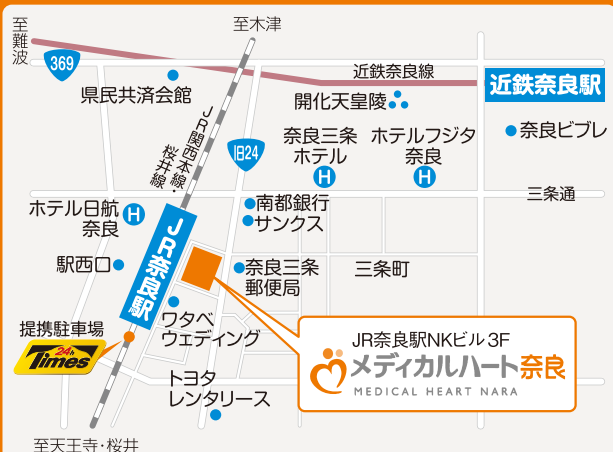 至難波
至木津
369
近鉄奈良線
近鉄奈良駅
県民共済会館
開化天皇陵
JR関西本線・
桜井線
旧24
奈良三条
ホテル
H
ホテルフジタ
奈良
H
奈良ビブレ
三条通
ホテル日航
奈良
H
南都銀行
サンクス
JR奈良駅
駅西口
奈良三条
郵便局
三条町
ワタベ
ウェディング
提携駐車場
24h
Times
トヨタ
レンタリース
JR奈良駅NKビル3F
メディカルハート奈良
MEDICAL HEART NARA
至天王寺・桜井